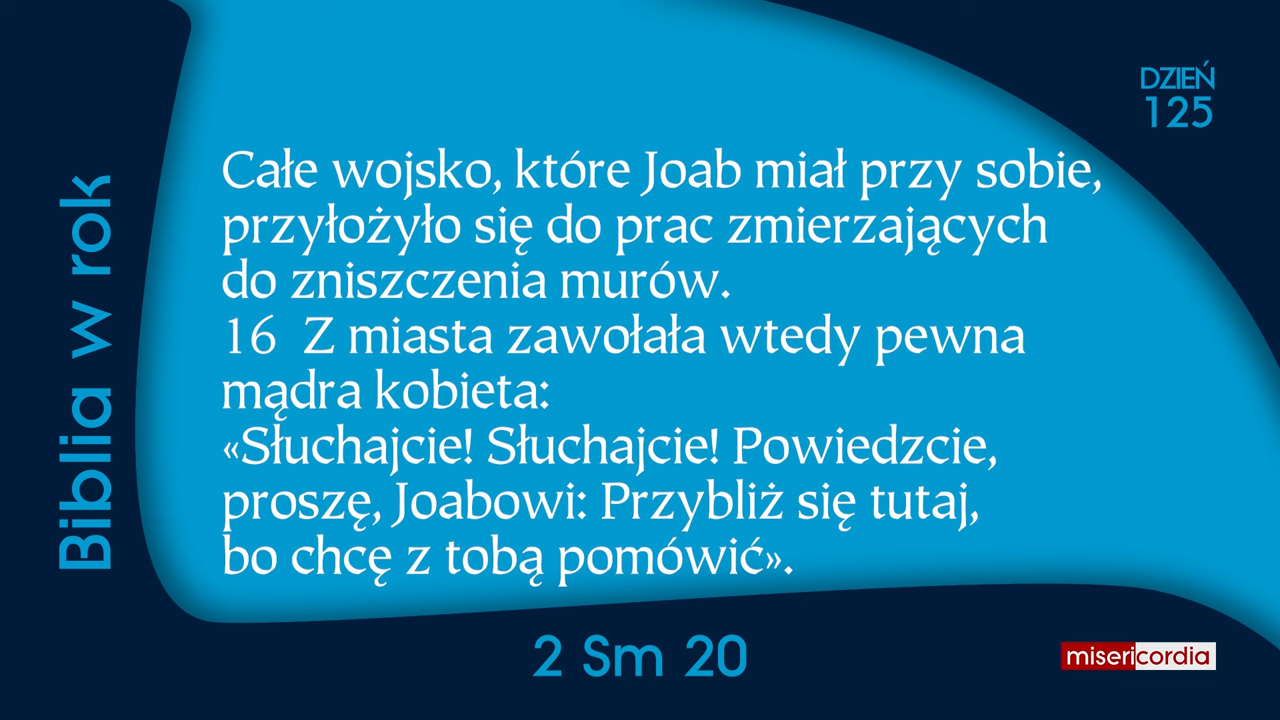 DZIEŃ
125
Biblia w rok
Całe wojsko, które Joab miał przy sobie,
przyłożyło się do prac zmierzających
do zniszczenia murów.
16 Z miasta zawołała wtedy pewna
mądra kobieta:
«Słuchajcie! Słuchajcie! Powiedzcie,
proszę, Joabowi: Przybliż się tutaj,
bo chcę z tobą pomówić».
2 Sm 20
misericordia